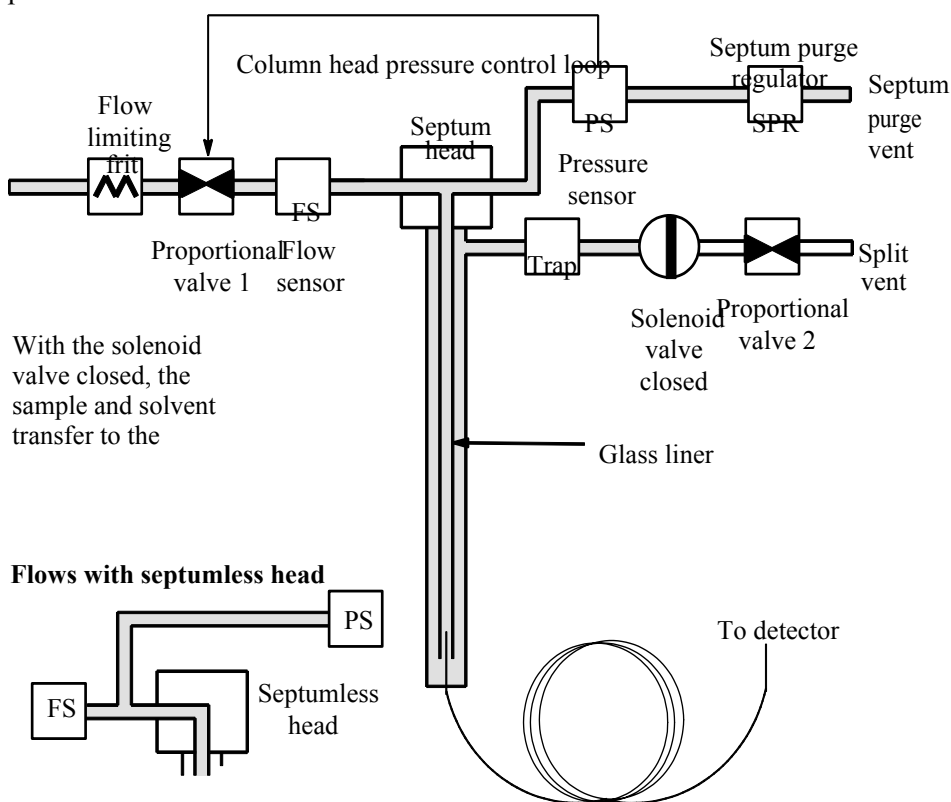 Column head pressure control loop
Septum purge
regulator
Septum
purge
vent
Flow
limiting
frit
Septum
head
PS
SPR
Pressure
sensor
FS
Proportional
valve 1
Flow
sensor
Trap
Split
vent
Solenoid
valve
closed
Proportional
valve 2
With the solenoid
valve closed, the
sample and solvent
transfer to the
Glass liner
Flows with septumless head
PS
To detector
FS
Septumless
head